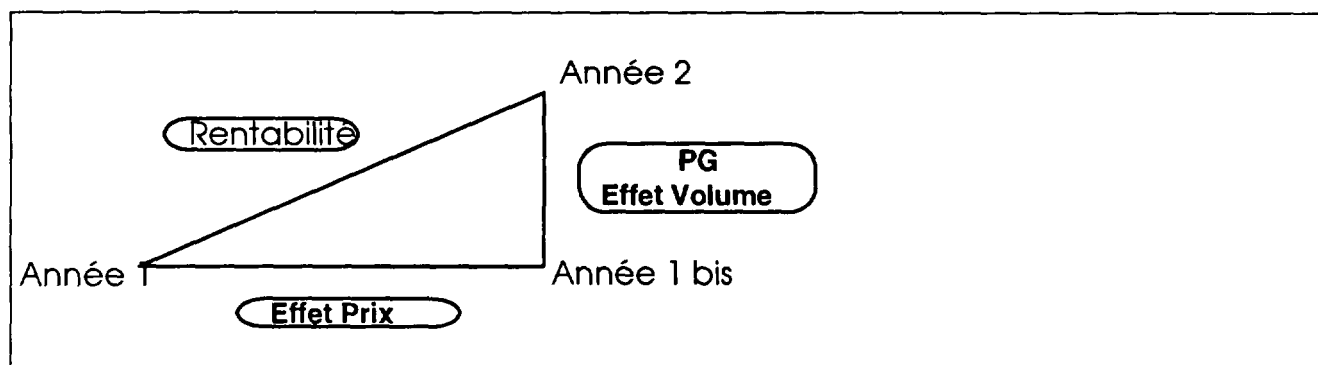 Année 2
Rentabilité
PG
Effet Volume
Année 1
Année 1 bis
Effet Prix